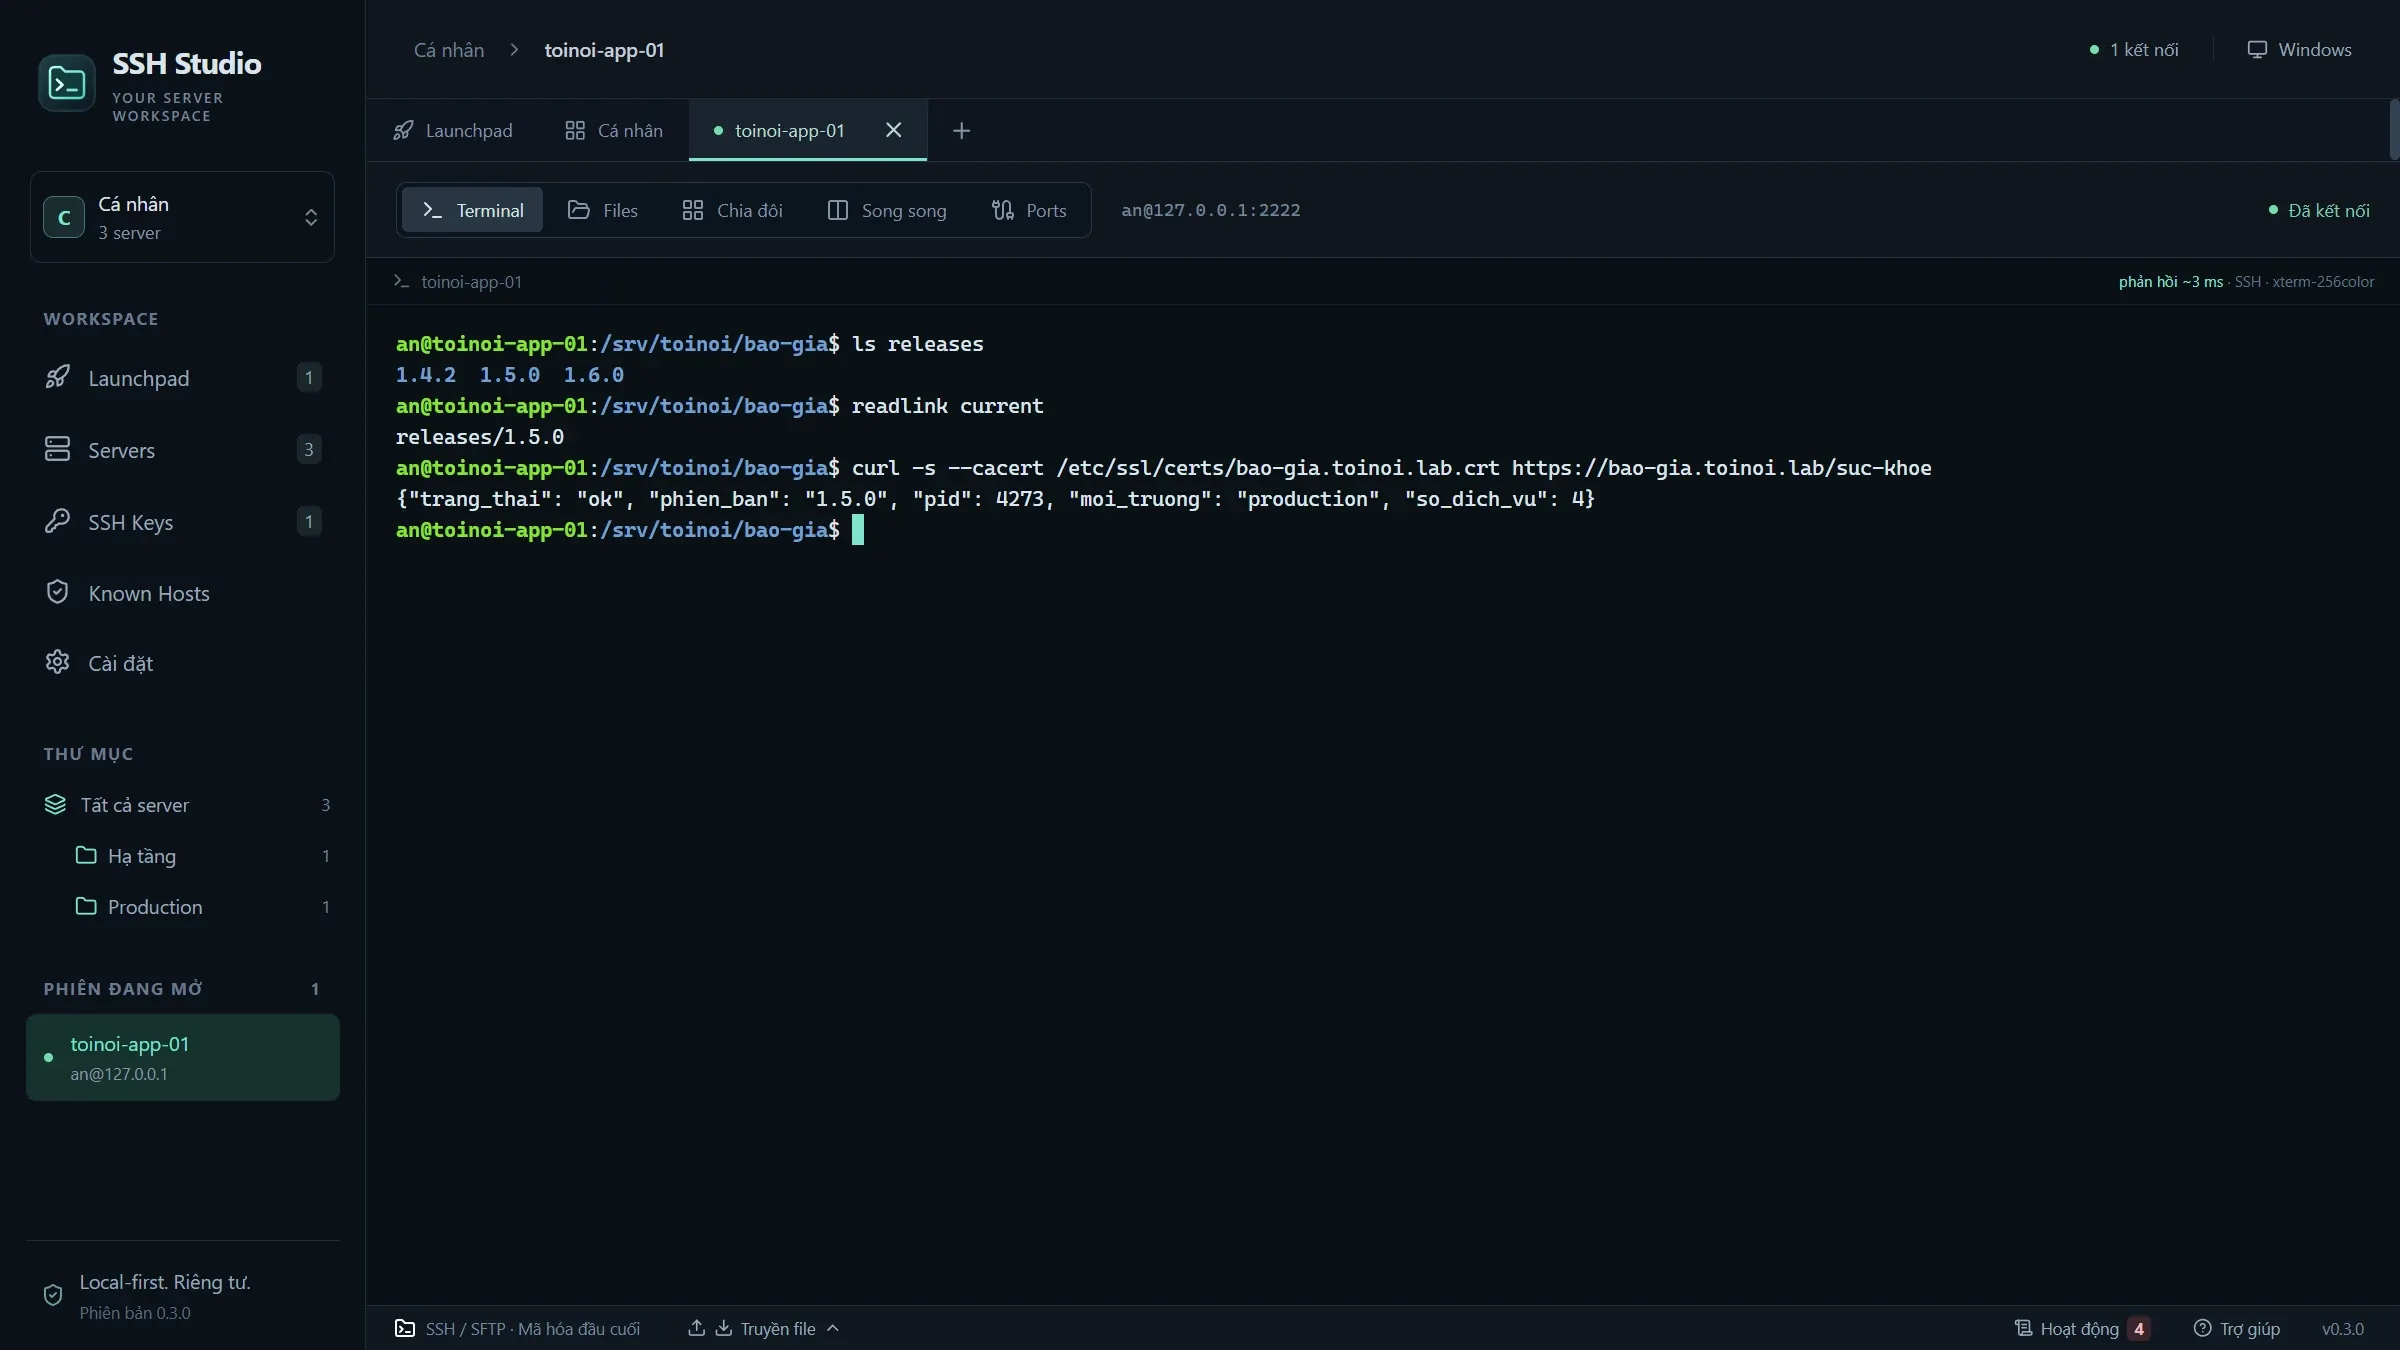 SSH Studio
YOUR SERVER
WORKSPACE
C
Cá nhân
3 server
WORKSPACE
Launchpad 1
Servers 3
SSH Keys 1
Known Hosts
Cài đặt
THƯ MỤC
Tất cả server 3
Hạ tầng 1
Production 1
PHIÊN ĐANG MỞ 1
toinoi-app-01
an@127.0.0.1
Local-first. Riêng tư.
Phiên bản 0.3.0
Cá nhân > toinoi-app-01
1 kết nối
Windows
Launchpad
Cá nhân
toinoi-app-01
Terminal
Files
Chia đôi
Song song
Ports
an@127.0.0.1:2222
Đã kết nối
toinoi-app-01
phản hồi ~3 ms · SSH · xterm-256color
an@toinoi-app-01:/srv/toinoi/bao-gia$ ls releases
1.4.2  1.5.0  1.6.0
an@toinoi-app-01:/srv/toinoi/bao-gia$ readlink current
releases/1.5.0
an@toinoi-app-01:/srv/toinoi/bao-gia$ curl -s --cacert /etc/ssl/certs/bao-gia.toinoi.lab.crt https://bao-gia.toinoi.lab/suc-khoe
{"trang_thai": "ok", "phien_ban": "1.5.0", "pid": 4273, "moi_truong": "production", "so_dich_vu": 4}
an@toinoi-app-01:/srv/toinoi/bao-gia$
SSH / SFTP · Mã hóa đầu cuối
Truyền file
Hoạt động 4
Trợ giúp
v0.3.0